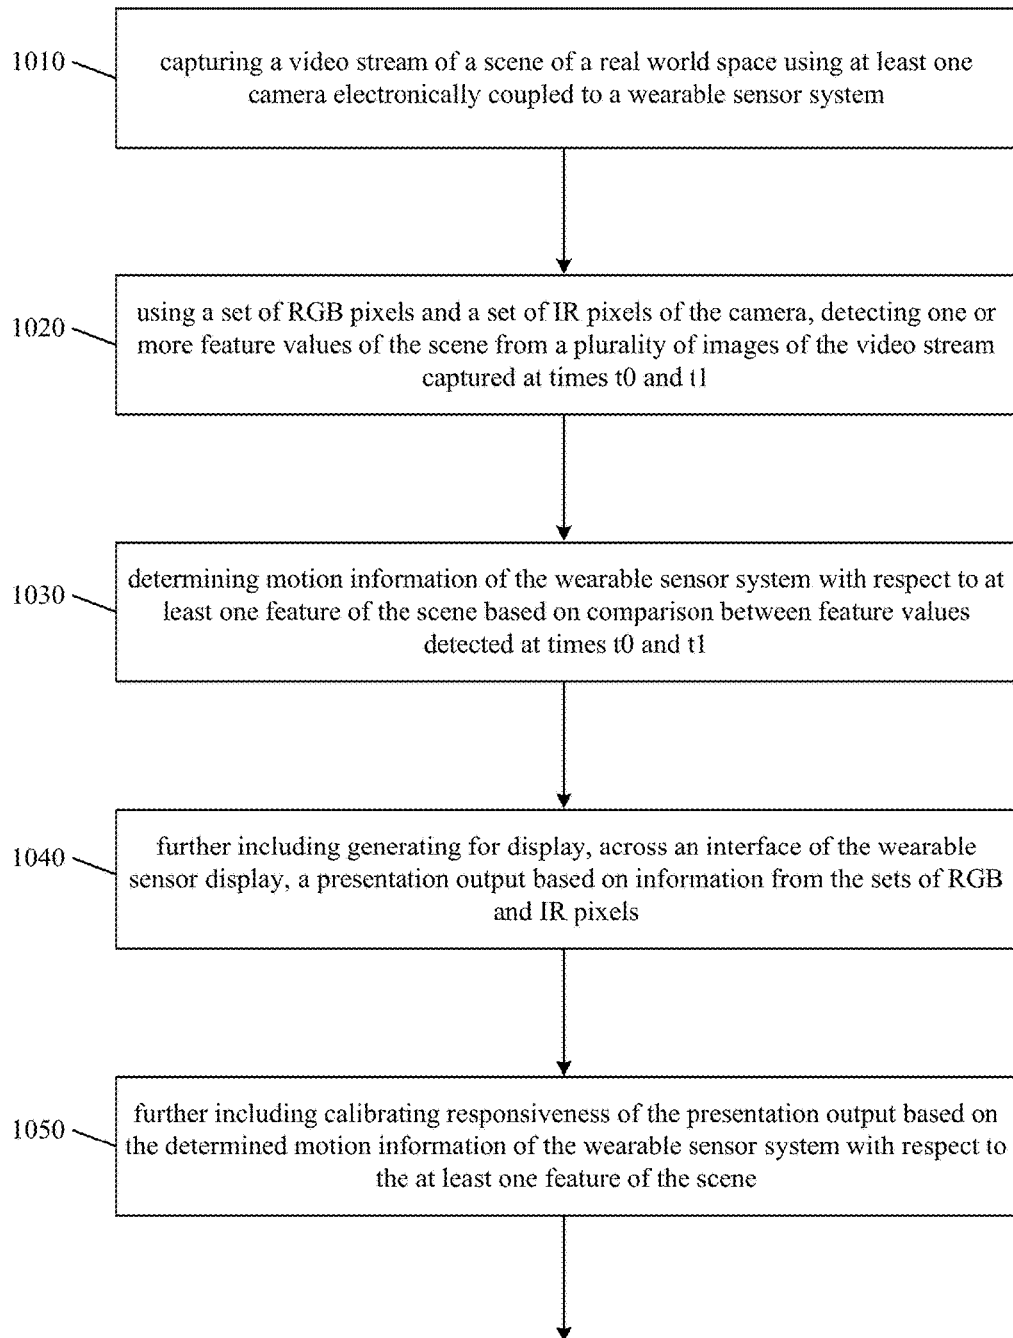 1010
capturing a video stream of a scene of a real world space using at least one
camera electronically coupled to a wearable sensor system
1020
using a set of RGB pixels and a set of IR pixels of the camera, detecting one or
more feature values of the scene from a plurality of images of the video stream
captured at times t0 and t1
1030
determining motion information of the wearable sensor system with respect to at
least one feature of the scene based on comparison between feature values
detected at times t0 and t1
1040
further including generating for display, across an interface of the wearable
sensor display, a presentation output based on information from the sets of RGB
and IR pixels
1050
further including calibrating responsiveness of the presentation output based on
the determined motion information of the wearable sensor system with respect to
the at least one feature of the scene